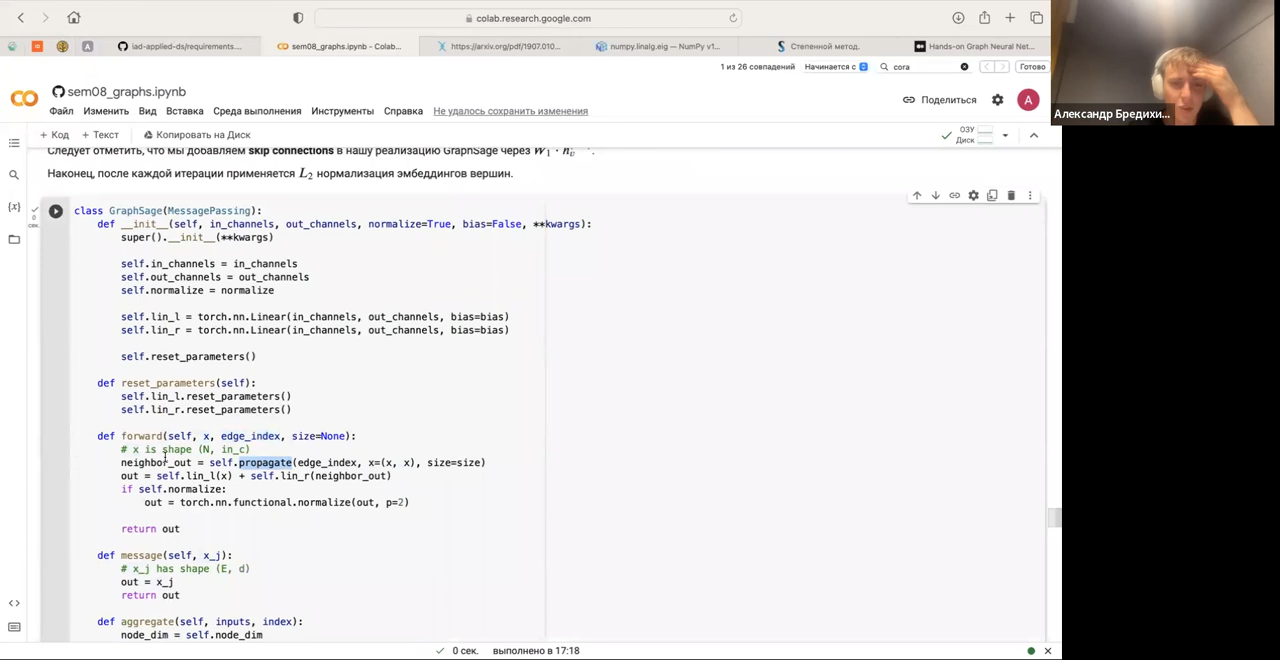 colab.research.google.com
iad-applied-ds/requirements....
sem08_graphs.ipynb - Colab...
https://arxiv.org/pdf/1907.010...
numpy.linalg.eig — NumPy v1...
Степенной метод.
Hands-on Graph Neural Net...
1 из 26 совпадений
Начинается с
cora
Готово
sem08_graphs.ipynb
Файл Изменить Вид Вставка Среда выполнения Инструменты Справка Не удалось сохранить изменения
Поделиться
A
Александр Бредихи...
+ Код + Текст Копировать на Диск
ОЗУ
Диск
Следует отметить, что мы добавляем skip connections в нашу реализацию GraphSage через
Наконец, после каждой итерации применяется L₂ нормализация эмбеддингов вершин.
0
сек.
class GraphSage(MessagePassing):
def __init__(self, in_channels, out_channels, normalize=True, bias=False, **kwargs):
super().__init__(**kwargs)
self.in_channels = in_channels
self.out_channels = out_channels
self.normalize = normalize
self.lin_l = torch.nn.Linear(in_channels, out_channels, bias=bias)
self.lin_r = torch.nn.Linear(in_channels, out_channels, bias=bias)
self.reset_parameters()
def reset_parameters(self):
self.lin_l.reset_parameters()
self.lin_r.reset_parameters()
def forward(self, x, edge_index, size=None):
# x is shape (N, in_c)
neighbor_out = self.propagate(edge_index, x=(x, x), size=size)
out = self.lin_l(x) + self.lin_r(neighbor_out)
if self.normalize:
out = torch.nn.functional.normalize(out, p=2)
return out
def message(self, x_j):
# x_j has shape (E, d)
out = x_j
return out
def aggregate(self, inputs, index):
node_dim = self.node_dim
0 сек. выполнено в 17:18